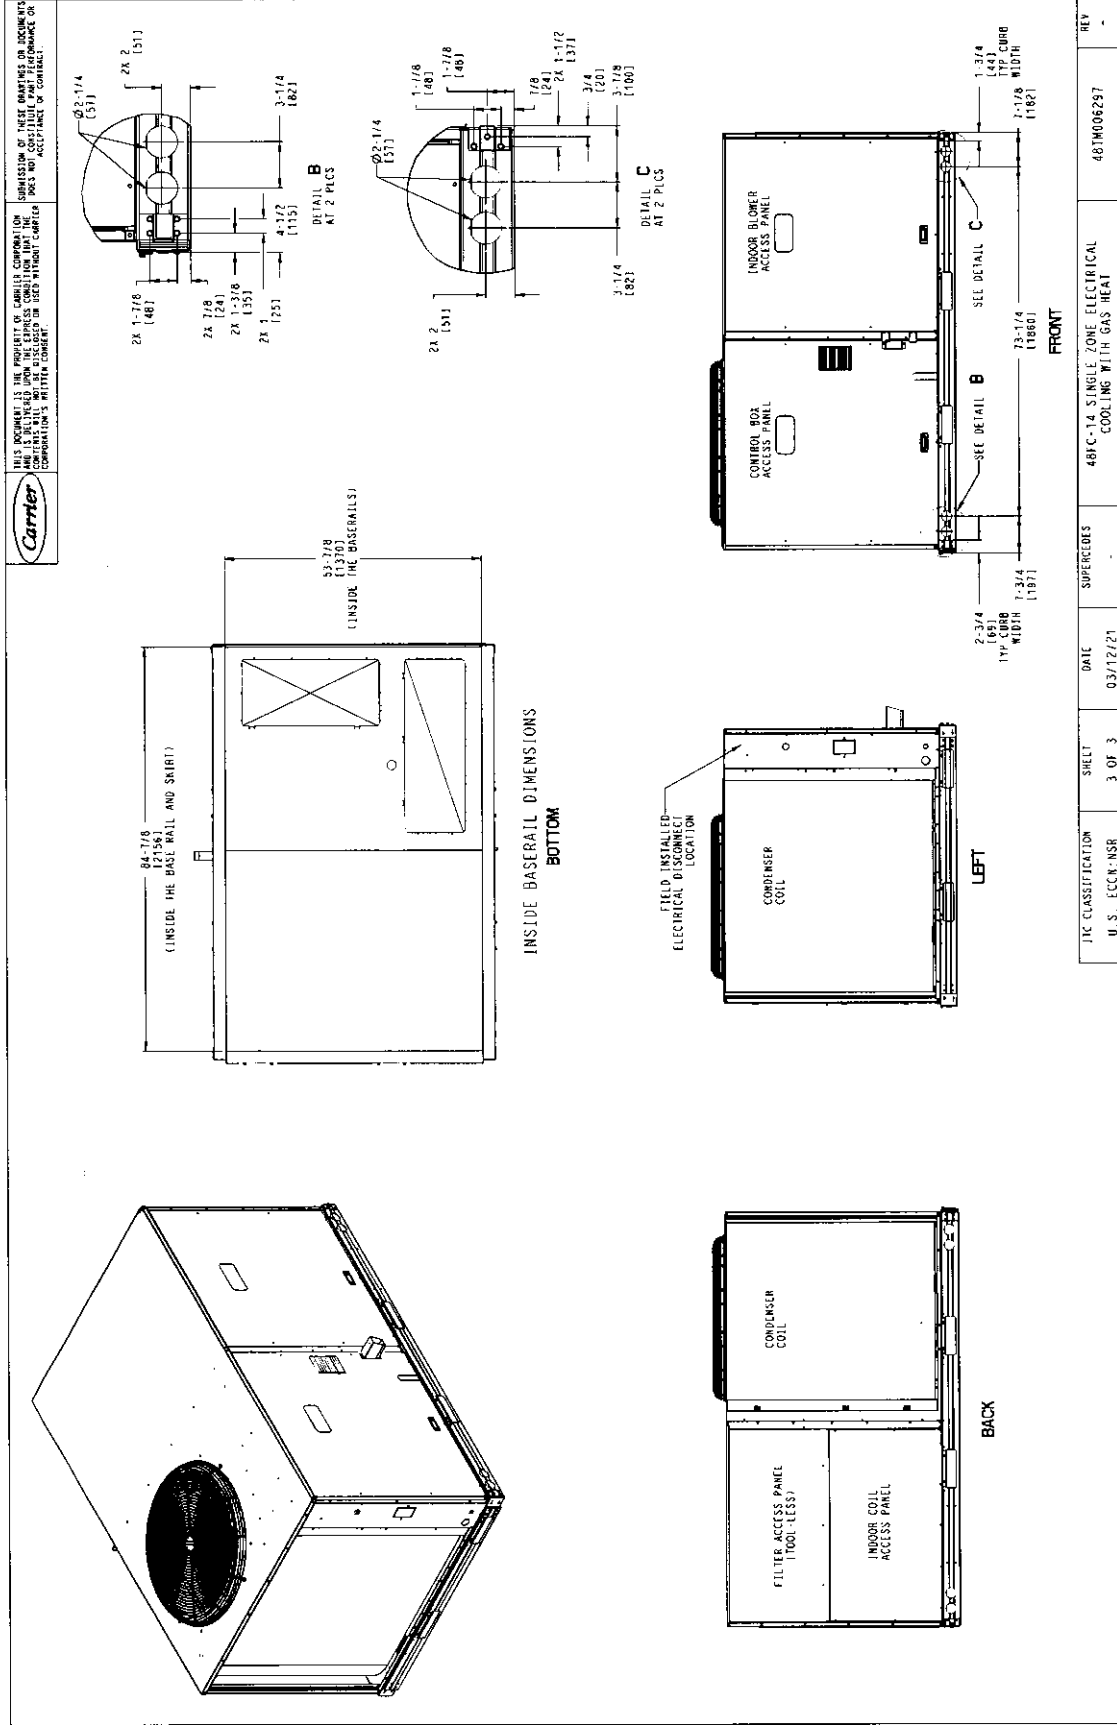 Carrier
THIS DOCUMENT IS THE PROPERTY OF CARRIER CORPORATION
AND IS DELIVERED UPON THE EXPRESS CONDITION THAT THE
CONTENTS WILL NOT BE DISCLOSED OR USED WITHOUT CARRIER
CORPORATION'S WRITTEN CONSENT.
SUBMISSION OF THESE DRAWINGS OR DOCUMENTS
DOES NOT CONSTITUTE PART PERFORMANCE OR
ACCEPTANCE OF CONTRACT.
84-7/8
[2156]
(INSIDE THE BASE RAIL AND SKIRT)
53-7/8
[1370]
(INSIDE THE BASERAILS)
INSIDE BASERAIL DIMENSIONS
BOTTOM
2X 1-7/8
[48]
2X 7/8
[24]
2X 1-3/8
[35]
2X 1
[25]
2X 2
[51]
Ø2-1/4
[57]
3-1/4
[82]
4-1/2
[115]
DETAIL B
AT 2 PLCS
2X 2
[51]
Ø2-1/4
[57]
1-7/8
[48]
1-7/8
[48]
7/8
[24]
2X 1-1/2
[37]
3/4
[20]
3-7/8
[100]
3-1/4
[82]
DETAIL C
AT 2 PLCS
FILTER ACCESS PANEL
(TOOL-LESS)
INDOOR COIL
ACCESS PANEL
CONDENSER
COIL
BACK
FIELD INSTALLED
ELECTRICAL DISCONNECT
LOCATION
CONDENSER
COIL
LEFT
CONTROL BOX
ACCESS PANEL
INDOOR BLOWER
ACCESS PANEL
2-3/4
[69]
TYP CURB
WIDTH
7-3/4
[197]
SEE DETAIL B
73-1/4
[1860]
SEE DETAIL C
1-3/4
[44]
TYP CURB
WIDTH
7-1/8
[182]
FRONT
ITC CLASSIFICATION
U.S. ECCN:NSR
SHEET
3 OF 3
DATE
03/12/21
SUPERCEDES
-
48FC-14 SINGLE ZONE ELECTRICAL
COOLING WITH GAS HEAT
48TM006297
REV
-